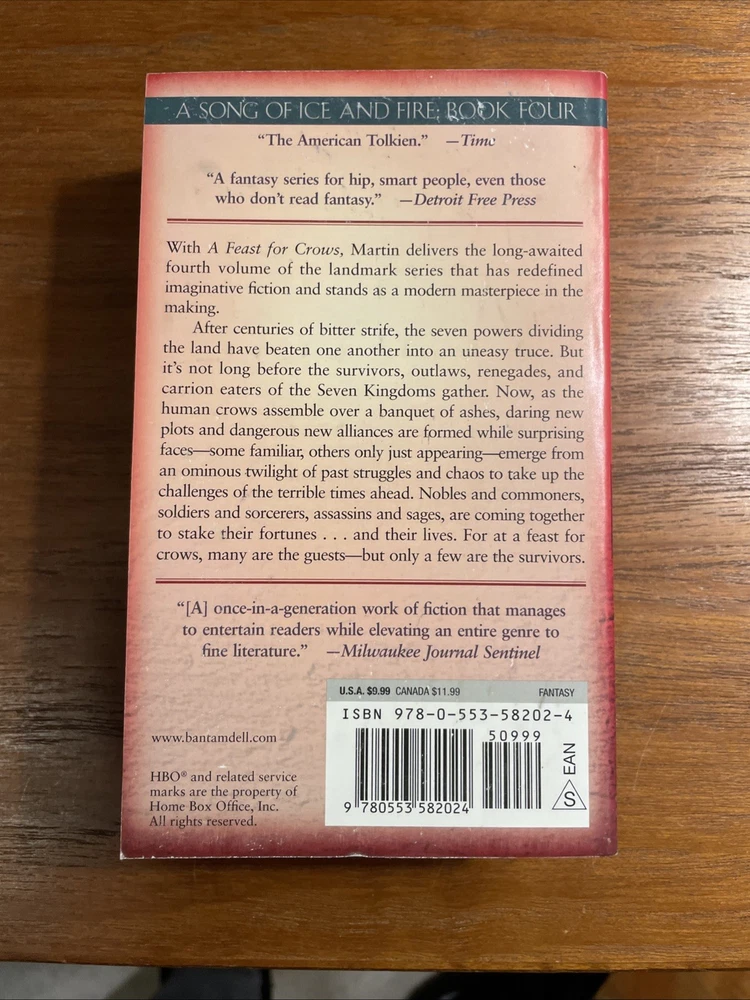 A SONG OF ICE AND FIRE: BOOK FOUR
“The American Tolkien.” —Time
“A fantasy series for hip, smart people, even those
who don’t read fantasy.” —Detroit Free Press
With A Feast for Crows, Martin delivers the long-awaited
fourth volume of the landmark series that has redefined
imaginative fiction and stands as a modern masterpiece in the
making.
After centuries of bitter strife, the seven powers dividing
the land have beaten one another into an uneasy truce. But
it’s not long before the survivors, outlaws, renegades, and
carrion eaters of the Seven Kingdoms gather. Now, as the
human crows assemble over a banquet of ashes, daring new
plots and dangerous new alliances are formed while surprising
faces—some familiar, others only just appearing—emerge from
an ominous twilight of past struggles and chaos to take up the
challenges of the terrible times ahead. Nobles and commoners,
soldiers and sorcerers, assassins and sages, are coming together
to stake their fortunes . . . and their lives. For at a feast for
crows, many are the guests—but only a few are the survivors.
“[A] once-in-a-generation work of fiction that manages
to entertain readers while elevating an entire genre to
fine literature.” —Milwaukee Journal Sentinel
U.S.A. $9.99 CANADA $11.99 FANTASY
ISBN 978-0-553-58202-4
50999
9 780553 582024
EAN
S
www.bantamdell.com
HBO® and related service
marks are the property of
Home Box Office, Inc.
All rights reserved.